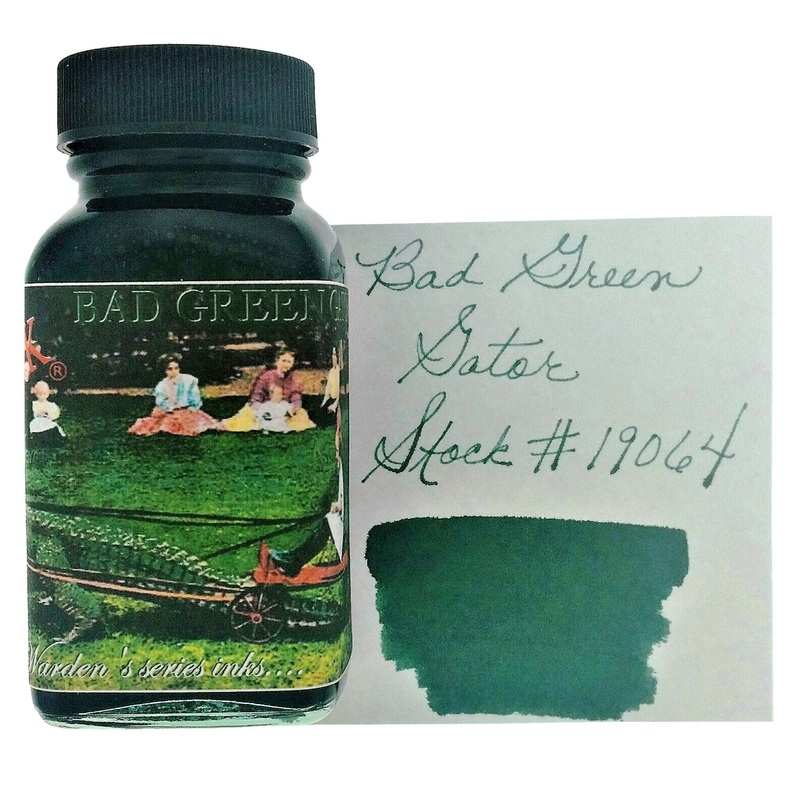 BAD GREEN G
K®
Warden's series inks....
Bad Green
Gator
Stock # 19064